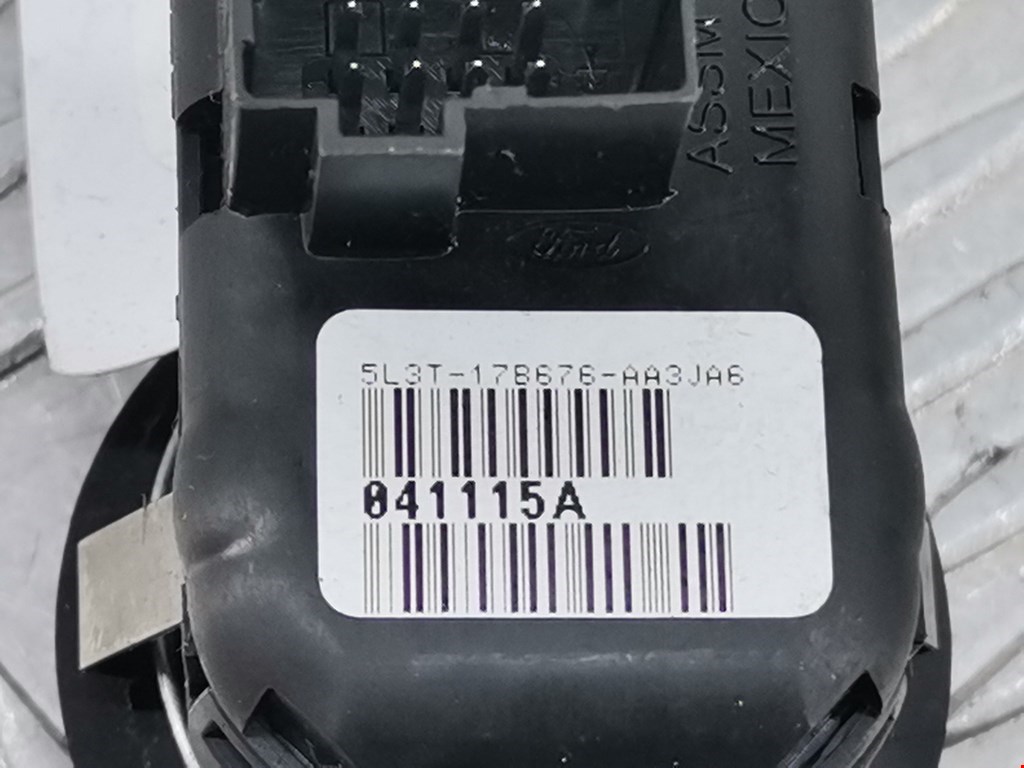 ASSM
MEXICO
Ford
5L3T-17B676-AA3JA6
041115A